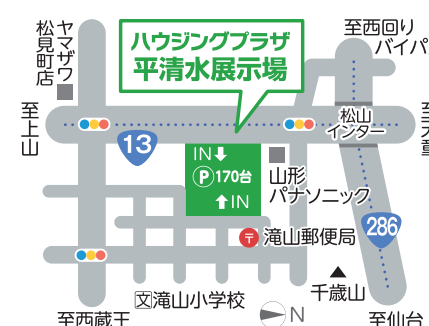 至西回り
バイパ
ヤマザワ
松見町店
ハウジングプラザ
平清水展示場
至上山
13
松山
インター
IN
P170台
IN
山形
パナソニック
286
〒滝山郵便局
千歳山
文滝山小学校
N
至西蔵王
至仙台